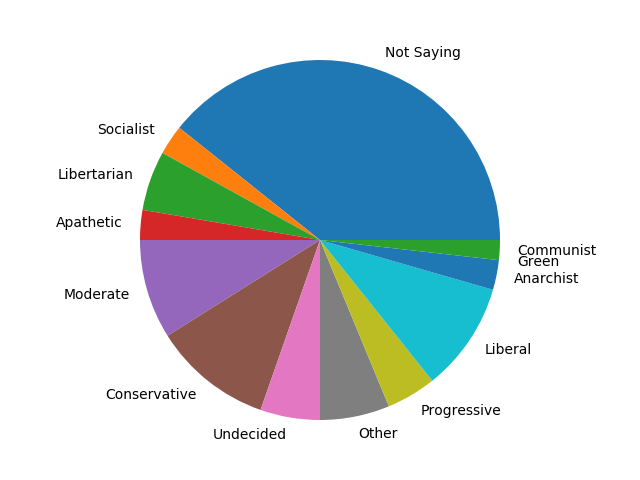 Not Saying
Socialist
Libertarian
Apathetic
Moderate
Conservative
Undecided
Other
Progressive
Liberal
Anarchist
Green
Communist